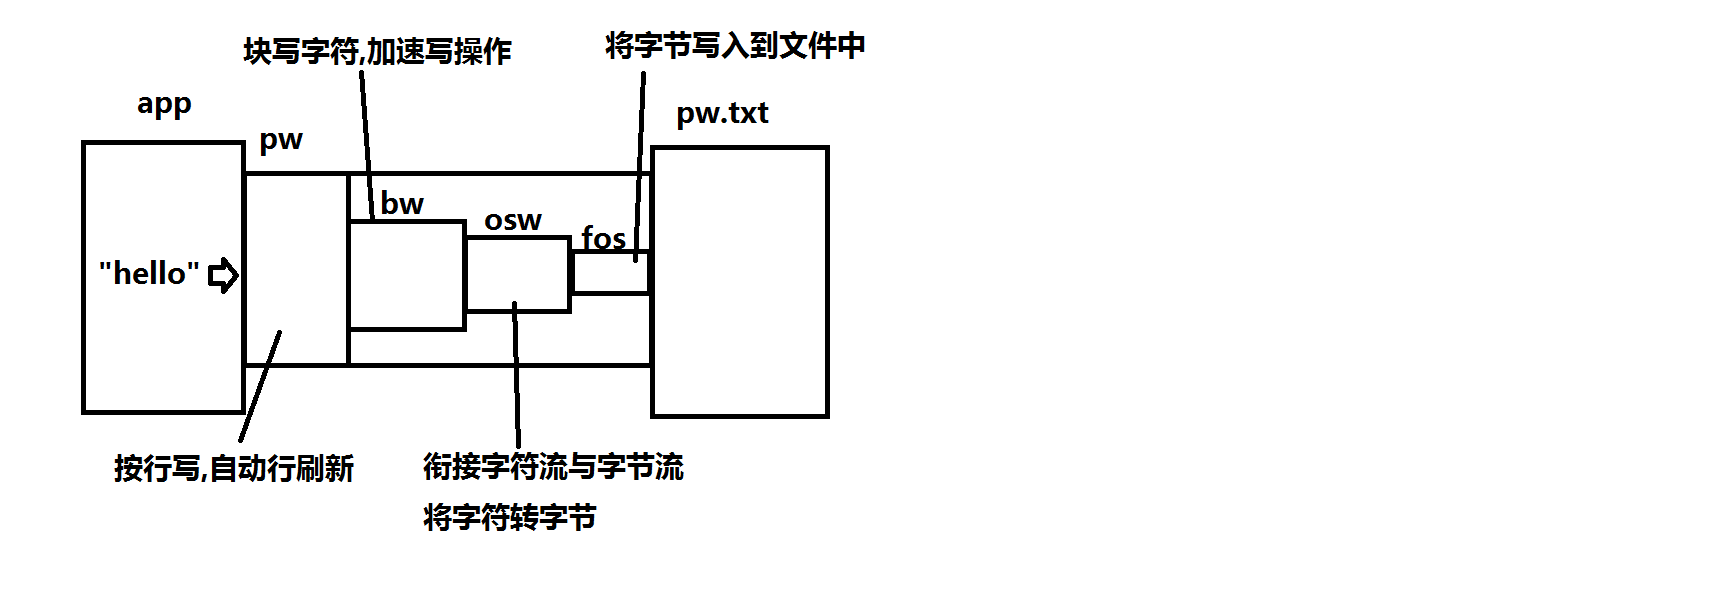 块写字符,加速写操作
将字节写入到文件中
app
pw
pw.txt
bw
osw
fos
"hello"
按行写,自动行刷新
衔接字符流与字节流
将字符转字节